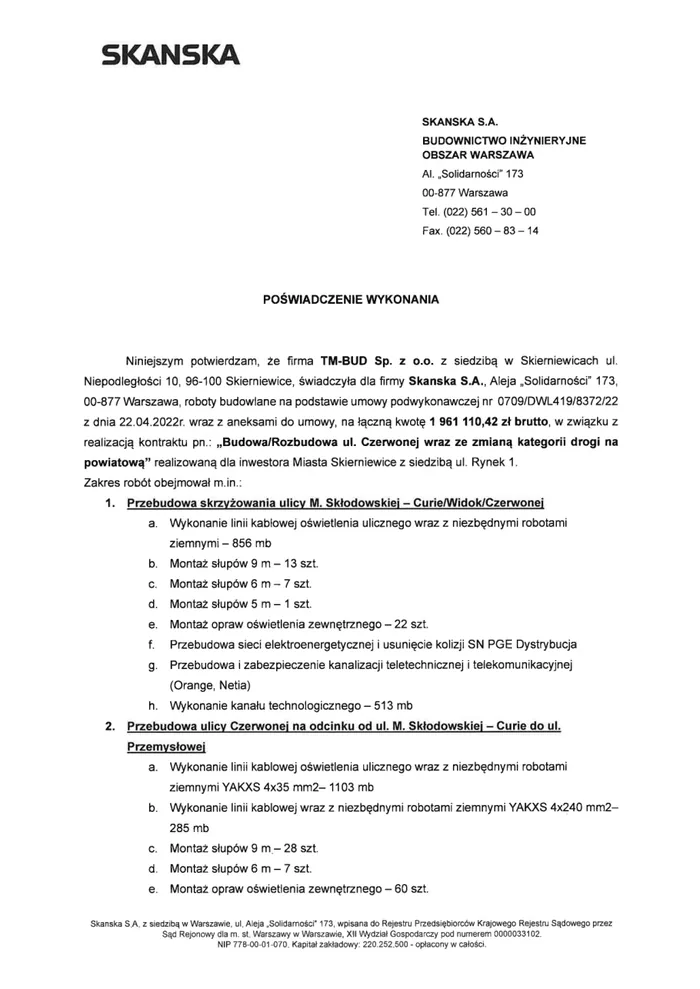 SKANSKA
SKANSKA S.A.
BUDOWNICTWO INŻYNIERYJNE
OBSZAR WARSZAWA
Al. „Solidarności” 173
00-877 Warszawa
Tel. (022) 561 – 30 – 00
Fax. (022) 560 – 83 – 14
POŚWIADCZENIE WYKONANIA
Niniejszym potwierdzam, że firma TM-BUD Sp. z o.o. z siedzibą w Skierniewicach ul.
Niepodległości 10, 96-100 Skierniewice, świadczyła dla firmy Skanska S.A., Aleja „Solidarności” 173,
00-877 Warszawa, roboty budowlane na podstawie umowy podwykonawczej nr 0709/DWL419/8372/22
z dnia 22.04.2022r. wraz z aneksami do umowy, na łączną kwotę 1 961 110,42 zł brutto, w związku z
realizacją kontraktu pn.: „Budowa/Rozbudowa ul. Czerwonej wraz ze zmianą kategorii drogi na
powiatową” realizowaną dla inwestora Miasta Skierniewice z siedzibą ul. Rynek 1.
Zakres robót obejmował m.in.:
1. Przebudowa skrzyżowania ulicy M. Skłodowskiej – Curie/Widok/Czerwonej
a. Wykonanie linii kablowej oświetlenia ulicznego wraz z niezbędnymi robotami
ziemnymi – 856 mb
b. Montaż słupów 9 m – 13 szt.
c. Montaż słupów 6 m – 7 szt.
d. Montaż słupów 5 m – 1 szt.
e. Montaż opraw oświetlenia zewnętrznego – 22 szt.
f. Przebudowa sieci elektroenergetycznej i usunięcie kolizji SN PGE Dystrybucja
g. Przebudowa i zabezpieczenie kanalizacji teletechnicznej i telekomunikacyjnej
(Orange, Netia)
h. Wykonanie kanału technologicznego – 513 mb
2. Przebudowa ulicy Czerwonej na odcinku od ul. M. Skłodowskiej – Curie do ul.
Przemysłowej
a. Wykonanie linii kablowej oświetlenia ulicznego wraz z niezbędnymi robotami
ziemnymi YAKXS 4x35 mm2– 1103 mb
b. Wykonanie linii kablowej wraz z niezbędnymi robotami ziemnymi YAKXS 4x240 mm2–
285 mb
c. Montaż słupów 9 m – 28 szt.
d. Montaż słupów 6 m – 7 szt.
e. Montaż opraw oświetlenia zewnętrznego – 60 szt.
Skanska S.A. z siedzibą w Warszawie, ul. Aleja „Solidarności” 173, wpisana do Rejestru Przedsiębiorców Krajowego Rejestru Sądowego przez
Sąd Rejonowy dla m. st. Warszawy w Warszawie, XII Wydział Gospodarczy pod numerem 0000033102.
NIP 778-00-01-070. Kapitał zakładowy: 220.252.500 - opłacony w całości.